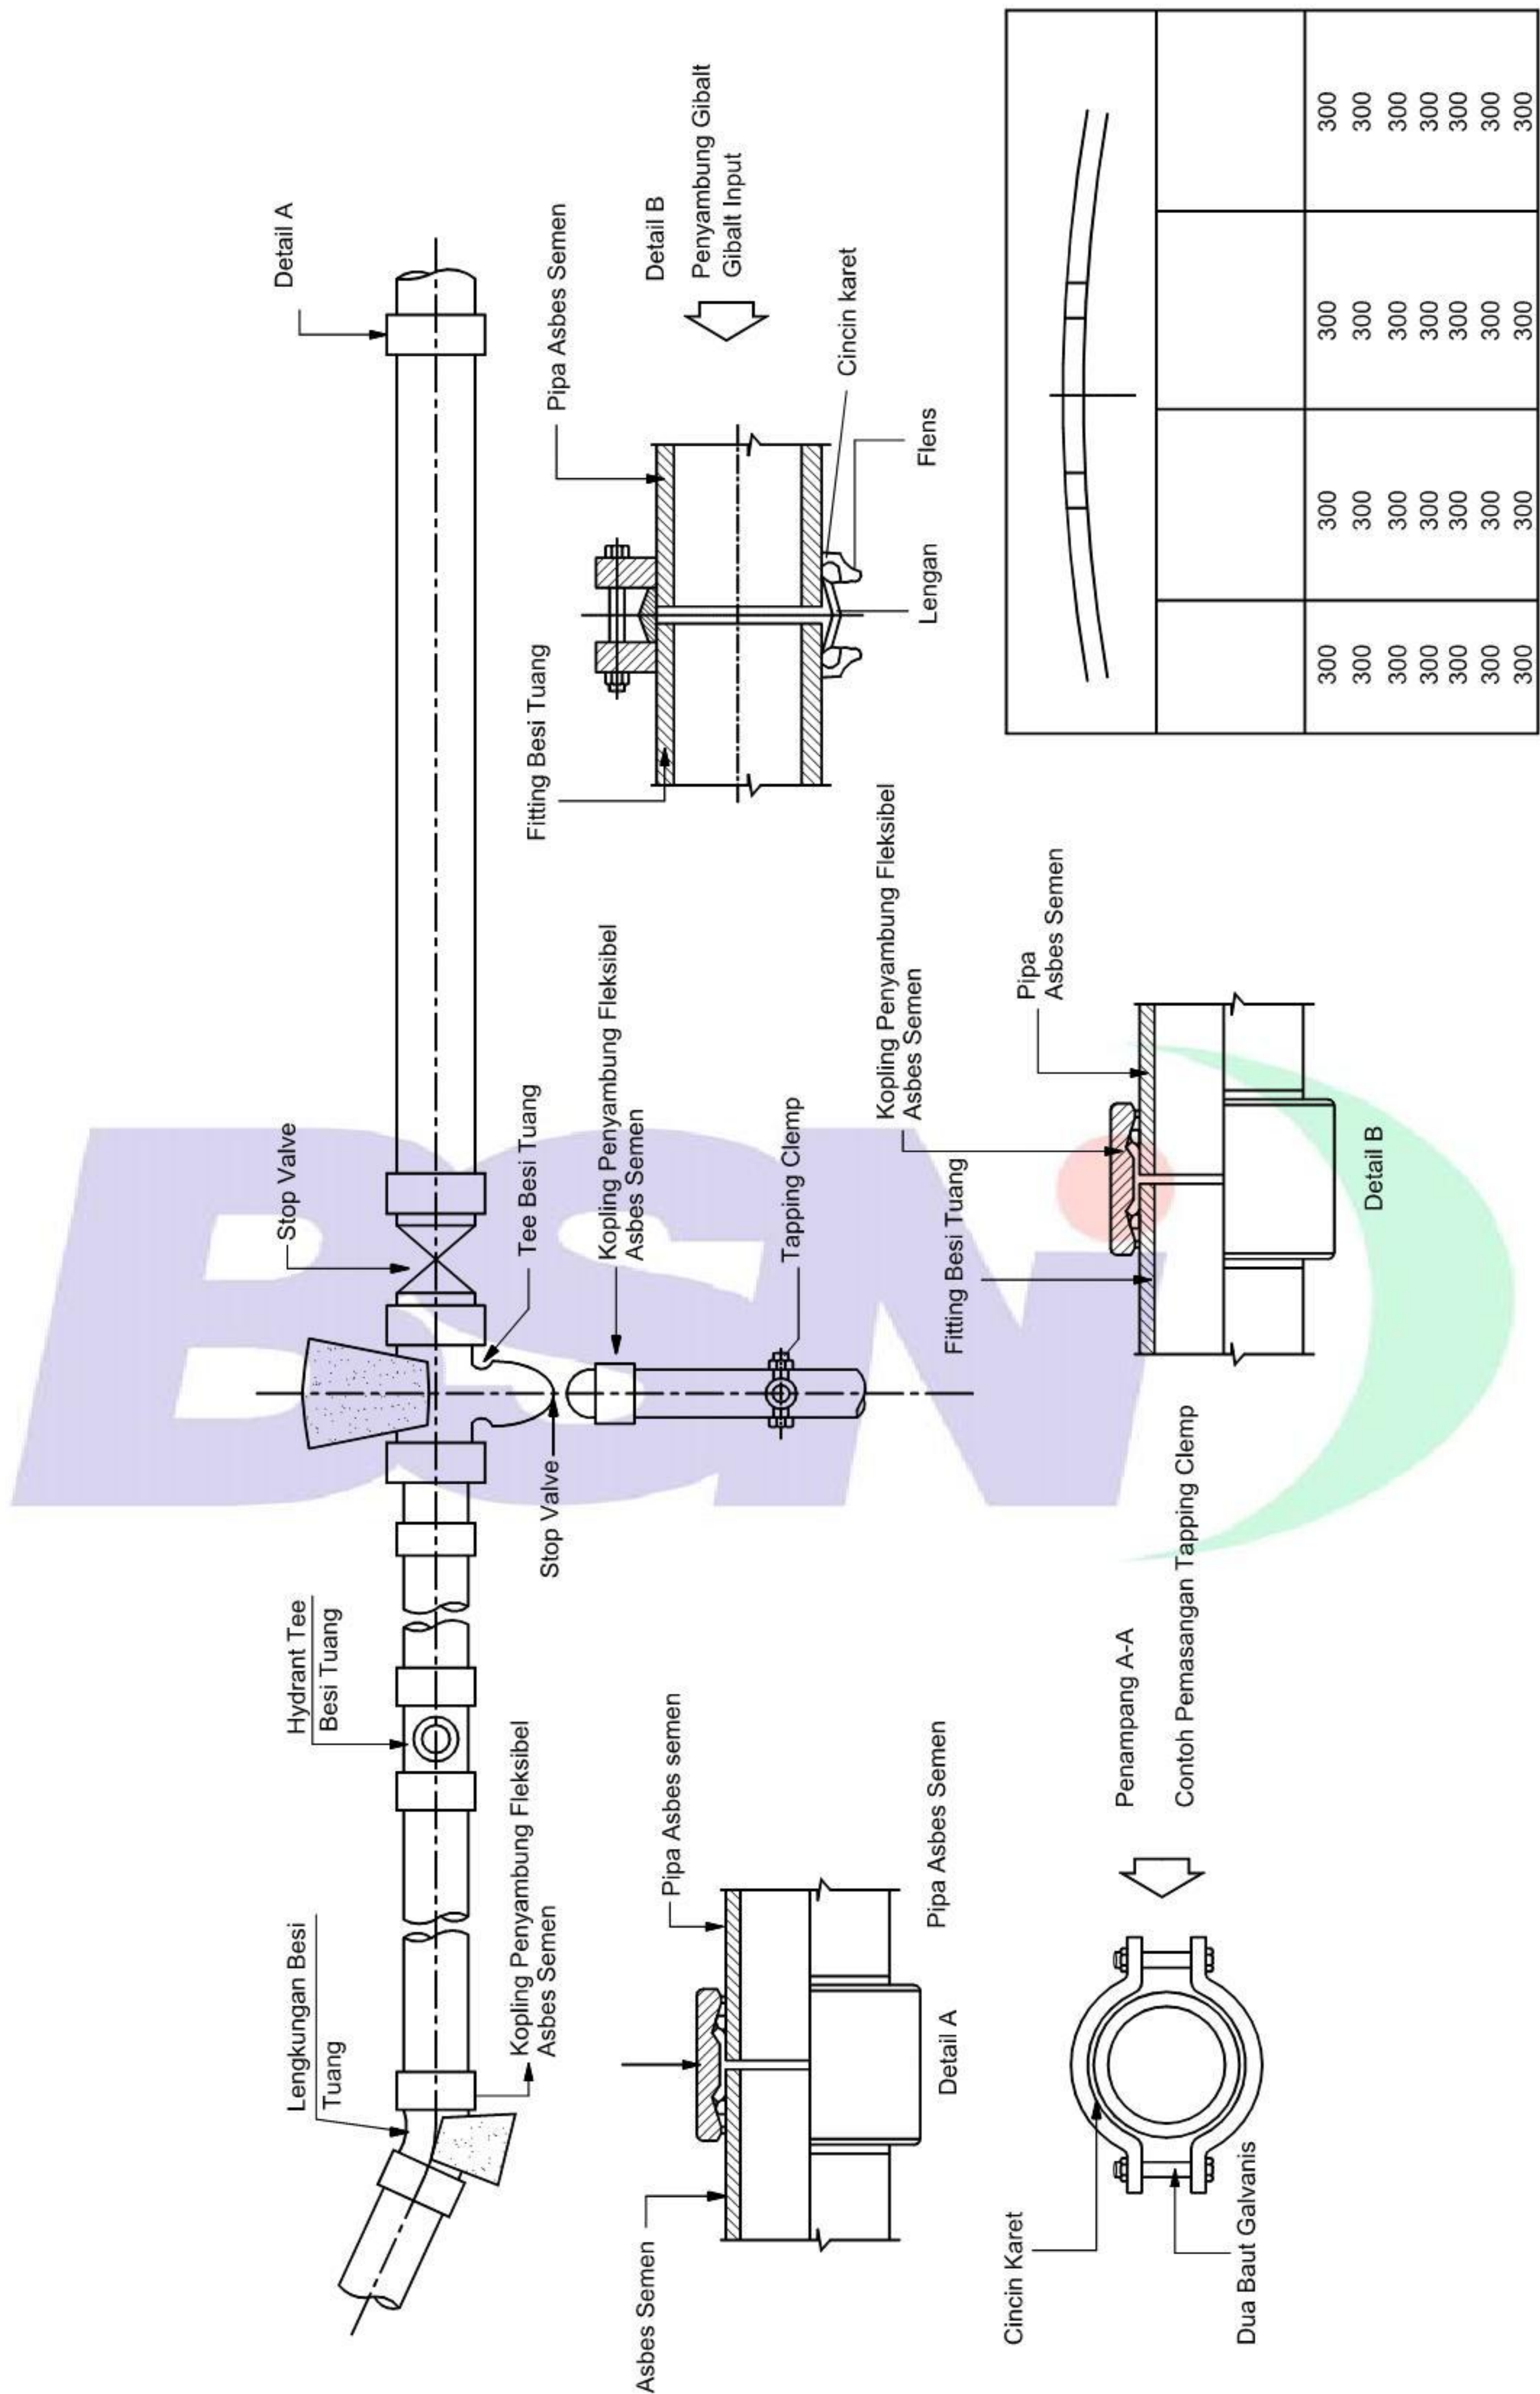 Detail A
Stop Valve
Hydrant Tee
Besi Tuang
Lengkungan Besi
Tuang
Kopling Penyambung Fleksibel
Asbes Semen
Stop Valve
Tee Besi Tuang
Kopling Penyambung Fleksibel
Asbes Semen
Tapping Clemp
Fitting Besi Tuang
Pipa Asbes Semen
Detail B
Penyambung Gibalt
Gibalt Input
Cincin karet
Flens
Lengan
Asbes Semen
Pipa Asbes semen
Pipa Asbes Semen
Detail A
Kopling Penyambung Fleksibel
Asbes Semen
Fitting Besi Tuang
Pipa
Asbes Semen
Detail B
Cincin Karet
Dua Baut Galvanis
Penampang A-A
Contoh Pemasangan Tapping Clemp
300 300 300 300
300 300 300 300
300 300 300 300
300 300 300 300
300 300 300 300
300 300 300 300
300 300 300 300
BSN